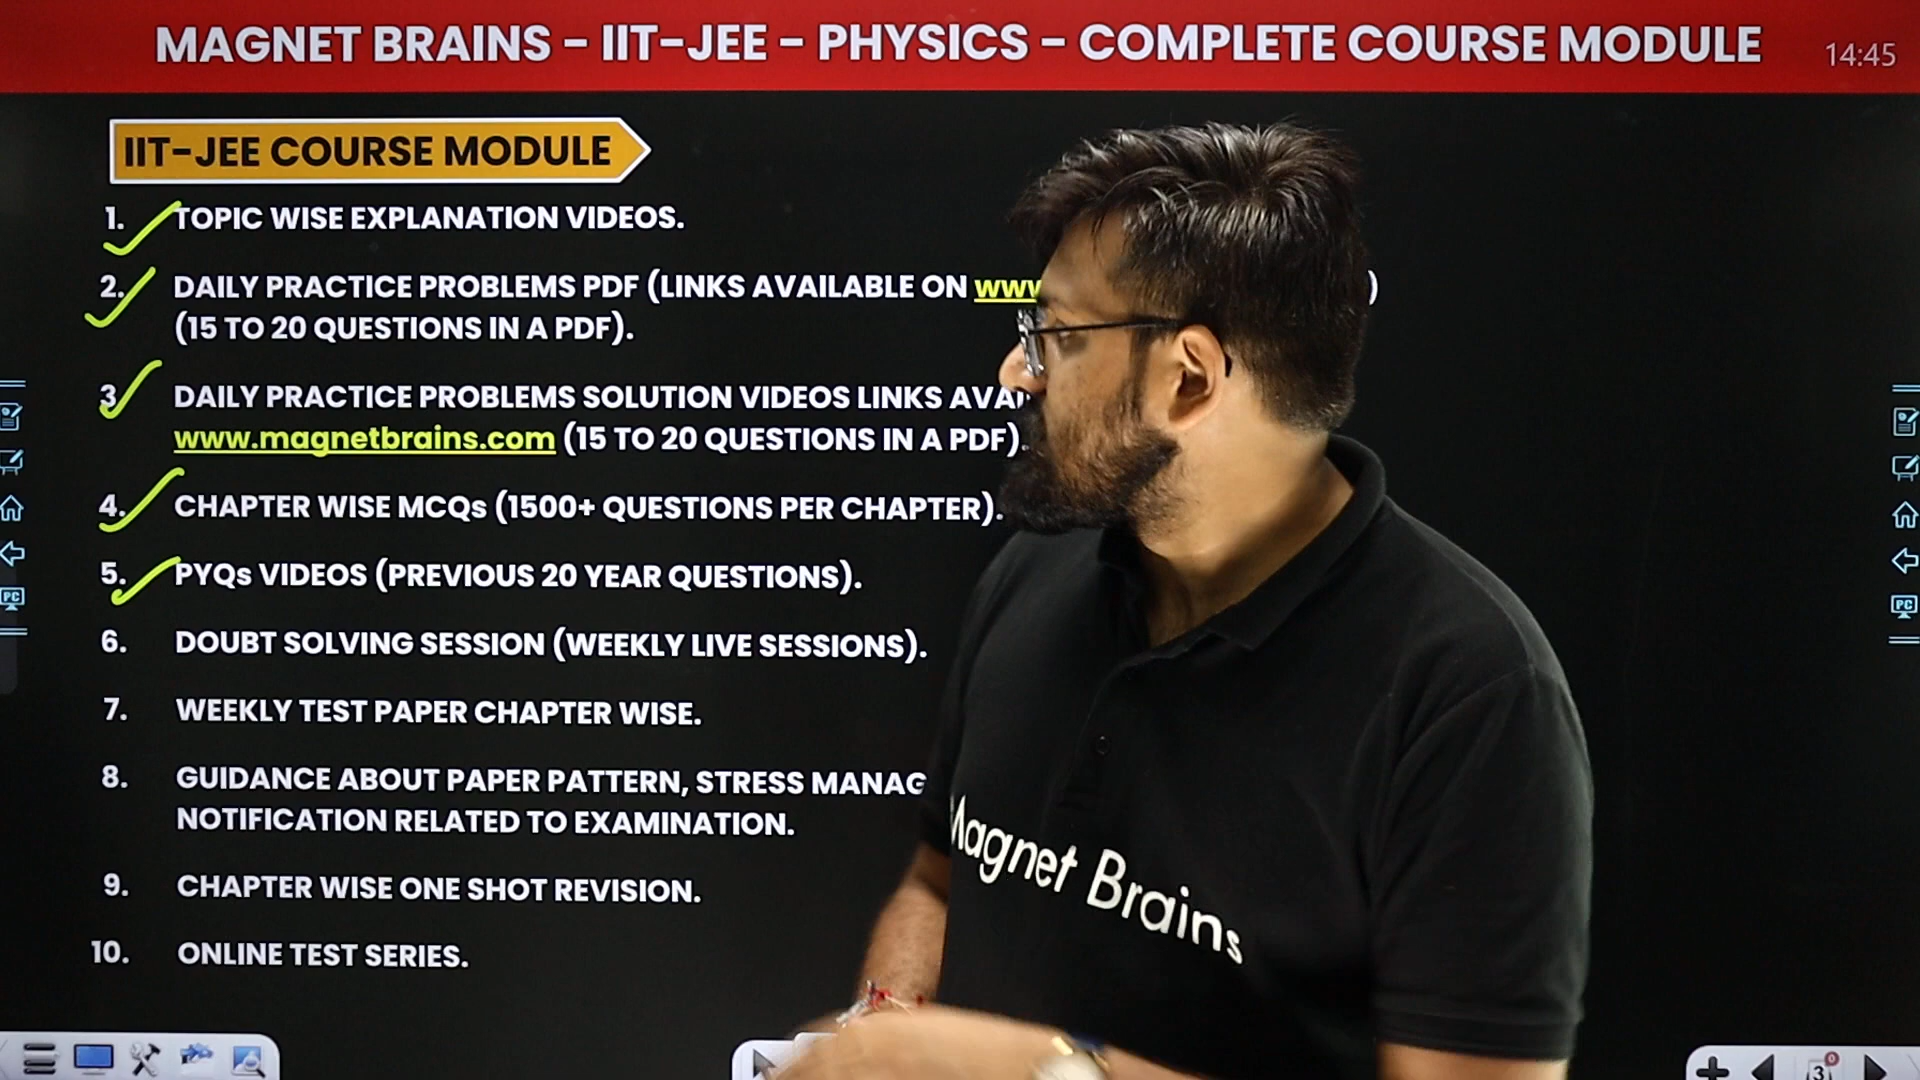 MAGNET BRAINS - IIT-JEE - PHYSICS - COMPLETE COURSE MODULE
14:45
IIT-JEE COURSE MODULE
1. TOPIC WISE EXPLANATION VIDEOS.
2. DAILY PRACTICE PROBLEMS PDF (LINKS AVAILABLE ON www )
(15 TO 20 QUESTIONS IN A PDF).
3. DAILY PRACTICE PROBLEMS SOLUTION VIDEOS LINKS AVAI
www.magnetbrains.com (15 TO 20 QUESTIONS IN A PDF).
4. CHAPTER WISE MCQs (1500+ QUESTIONS PER CHAPTER).
5. PYQs VIDEOS (PREVIOUS 20 YEAR QUESTIONS).
6. DOUBT SOLVING SESSION (WEEKLY LIVE SESSIONS).
7. WEEKLY TEST PAPER CHAPTER WISE.
8. GUIDANCE ABOUT PAPER PATTERN, STRESS MANAG
NOTIFICATION RELATED TO EXAMINATION.
9. CHAPTER WISE ONE SHOT REVISION.
10. ONLINE TEST SERIES.
Magnet Brains
PC
PC
3
0